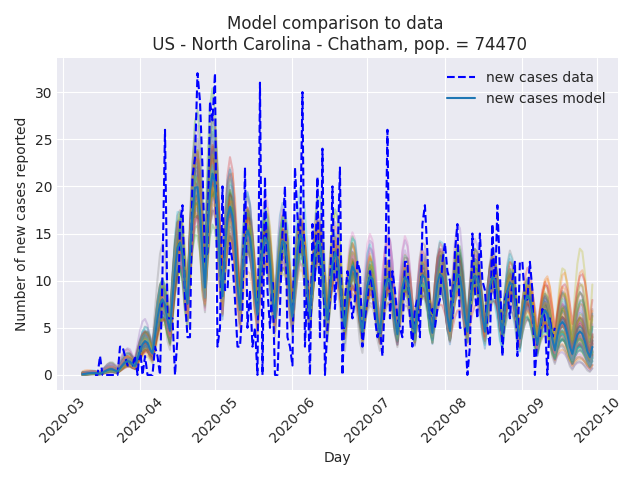 Model comparison to data
US - North Carolina - Chatham, pop. = 74470
new cases data
new cases model
Number of new cases reported
30
25
20
15
10
5
0
2020-03
2020-04
2020-05
2020-06
2020-07
2020-08
2020-09
2020-10
Day